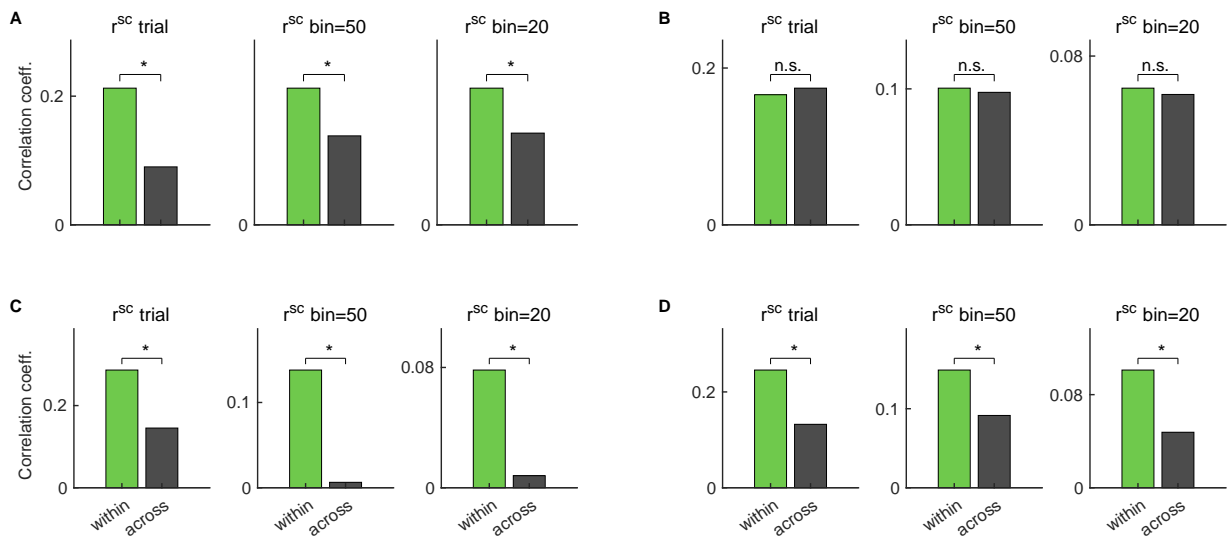 A
r^sc trial
r^sc bin=50
r^sc bin=20
Correlation coeff.
0.2
0
*
0
*
0
*
B
r^sc trial
r^sc bin=50
r^sc bin=20
0.2
0
n.s.
0.1
0
n.s.
0.08
0
n.s.
C
r^sc trial
r^sc bin=50
r^sc bin=20
Correlation coeff.
0.2
0
*
within
across
0.1
0
*
within
across
0.08
0
*
within
across
D
r^sc trial
r^sc bin=50
r^sc bin=20
0.2
0
*
within
across
0.1
0
*
within
across
0.08
0
*
within
across